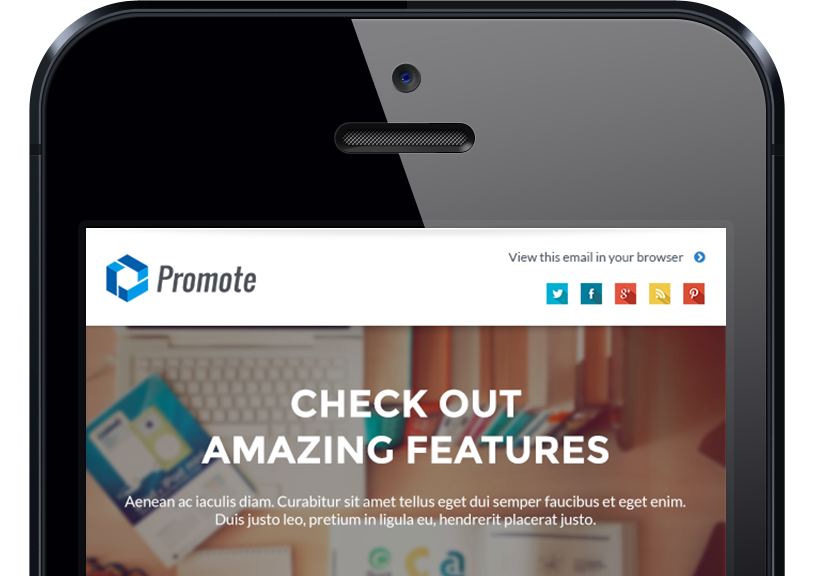 Promote
View this email in your browser
CHECK OUT
AMAZING FEATURES
Aenean ac iaculis diam. Curabitur sit amet tellus eget dui semper faucibus et eget enim.
Duis justo leo, pretium in ligula eu, hendrerit placerat justo.